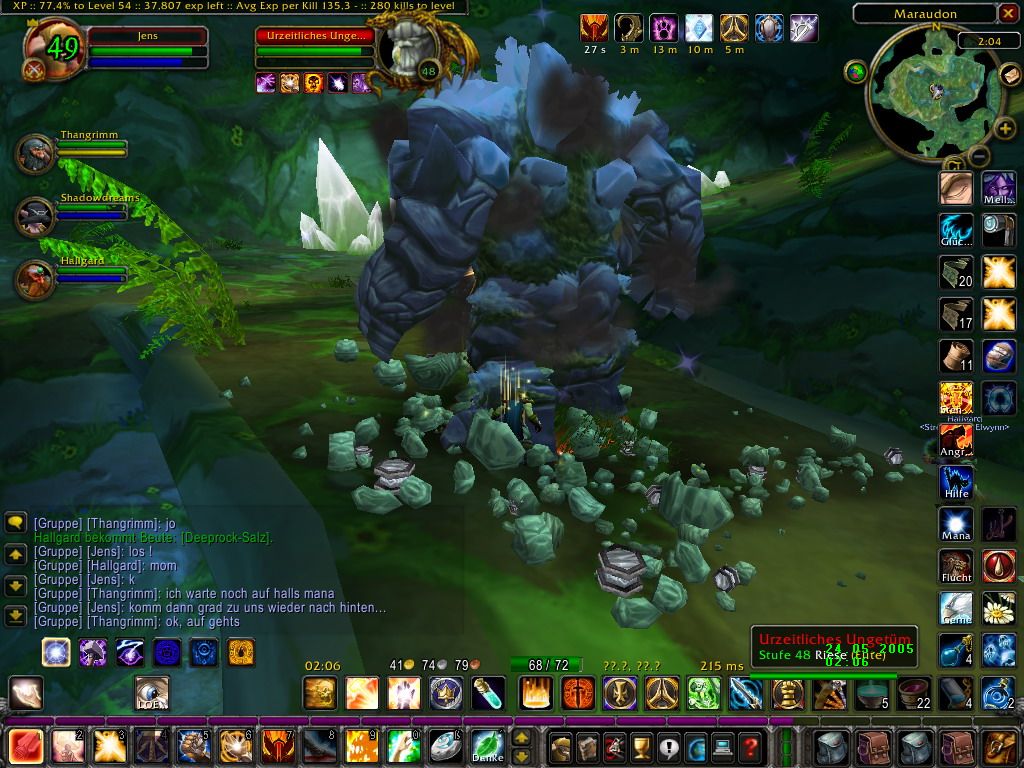 XP :: 77.4% to Level 54 :: 37,807 exp left :: Avg Exp per Kill 135.3 - :: 280 kills to level
Maraudon
N
2:04
49
Jens
Urzeitliches Unge...
48
27 s
3 m
13 m
10 m
5 m
Thangrimm
Shadowdreams
Hallgard
20
17
11
Hallgard
Angr...
Hilfe
Mana
Flucht
[Gruppe] [Thangrimm]: jo
Hallgard bekommt Beute: [Deeprock-Salz].
[Gruppe] [Jens]: los !
[Gruppe] [Hallgard]: mom
[Gruppe] [Jens]: k
[Gruppe] [Thangrimm]: ich warte noch auf halls mana
[Gruppe] [Jens]: komm dann grad zu uns wieder nach hinten...
[Gruppe] [Thangrimm]: ok, auf gehts
Urzeitliches Ungetüm
Stufe 48 Riese (Elite)
24.05.2005
02.06
4
02:06
41 74 79
68 / 72
??.?, ??.?
215 ms
LOE
5
22
4
2
Danke